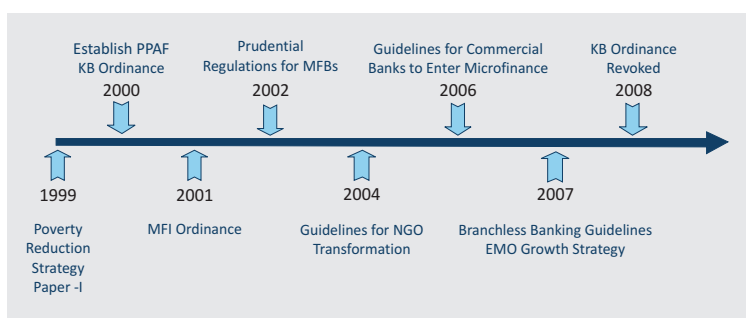 Establish PPAF
KB Ordinance
2000
Prudential
Regulations for MFBs
2002
Guidelines for Commercial
Banks to Enter Microfinance
2006
KB Ordinance
Revoked
2008
1999
Poverty
Reduction
Strategy
Paper -I
2001
MFI Ordinance
2004
Guidelines for NGO
Transformation
2007
Branchless Banking Guidelines
EMO Growth Strategy